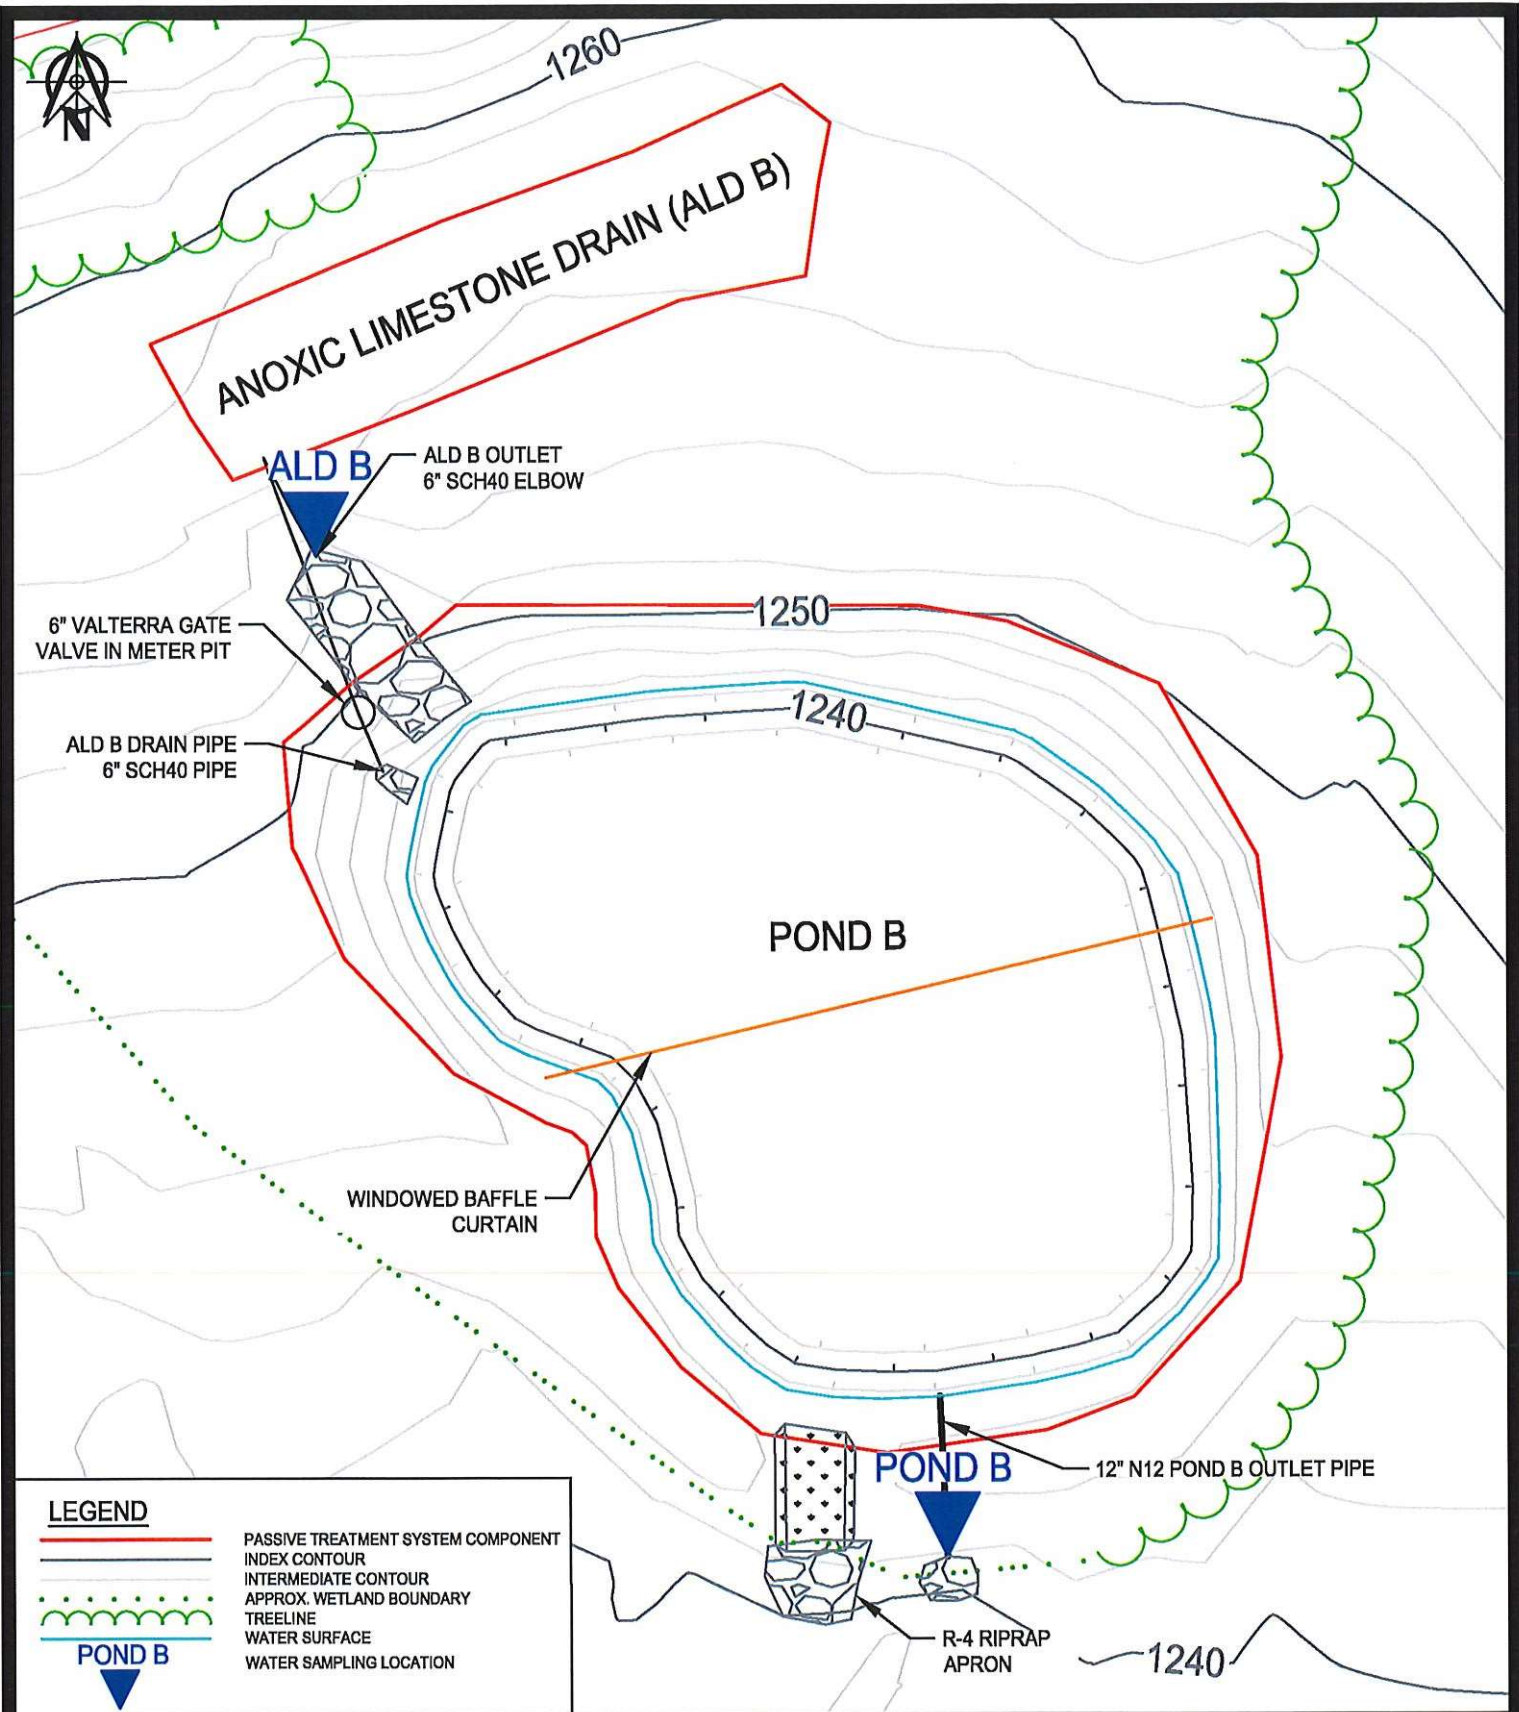 N
1260
ANOXIC LIMESTONE DRAIN (ALD B)
ALD B
ALD B OUTLET
6" SCH40 ELBOW
6" VALTERRA GATE
VALVE IN METER PIT
1250
1240
ALD B DRAIN PIPE
6" SCH40 PIPE
POND B
WINDOWED BAFFLE
CURTAIN
POND B
12" N12 POND B OUTLET PIPE
R-4 RIPRAP
APRON
1240
LEGEND
PASSIVE TREATMENT SYSTEM COMPONENT
INDEX CONTOUR
INTERMEDIATE CONTOUR
APPROX. WETLAND BOUNDARY
TREELINE
WATER SURFACE
POND B
WATER SAMPLING LOCATION